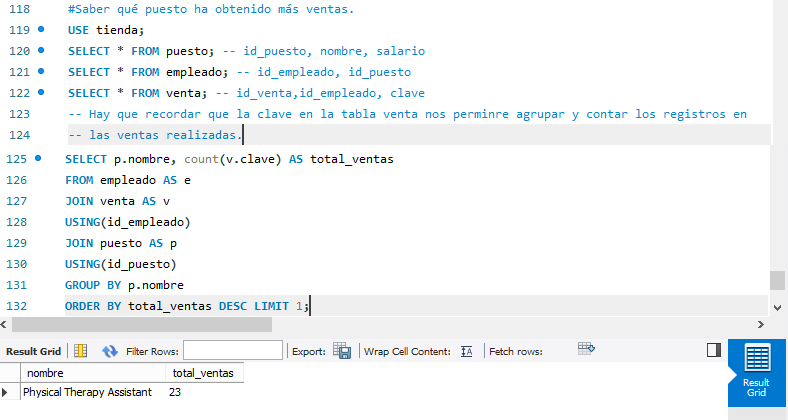 118 #Saber qué puesto ha obtenido más ventas.
119 USE tienda;
120 SELECT * FROM puesto; -- id_puesto, nombre, salario
121 SELECT * FROM empleado; -- id_empleado, id_puesto
122 SELECT * FROM venta; -- id_venta,id_empleado, clave
123 -- Hay que recordar que la clave en la tabla venta nos perminre agrupar y contar los registros en
124 -- las ventas realizadas.
125 SELECT p.nombre, count(v.clave) AS total_ventas
126 FROM empleado AS e
127 JOIN venta AS v
128 USING(id_empleado)
129 JOIN puesto AS p
130 USING(id_puesto)
131 GROUP BY p.nombre
132 ORDER BY total_ventas DESC LIMIT 1;
Result Grid Filter Rows: Export: Wrap Cell Content: Fetch rows:
nombre total_ventas
Physical Therapy Assistant 23
Result
Grid